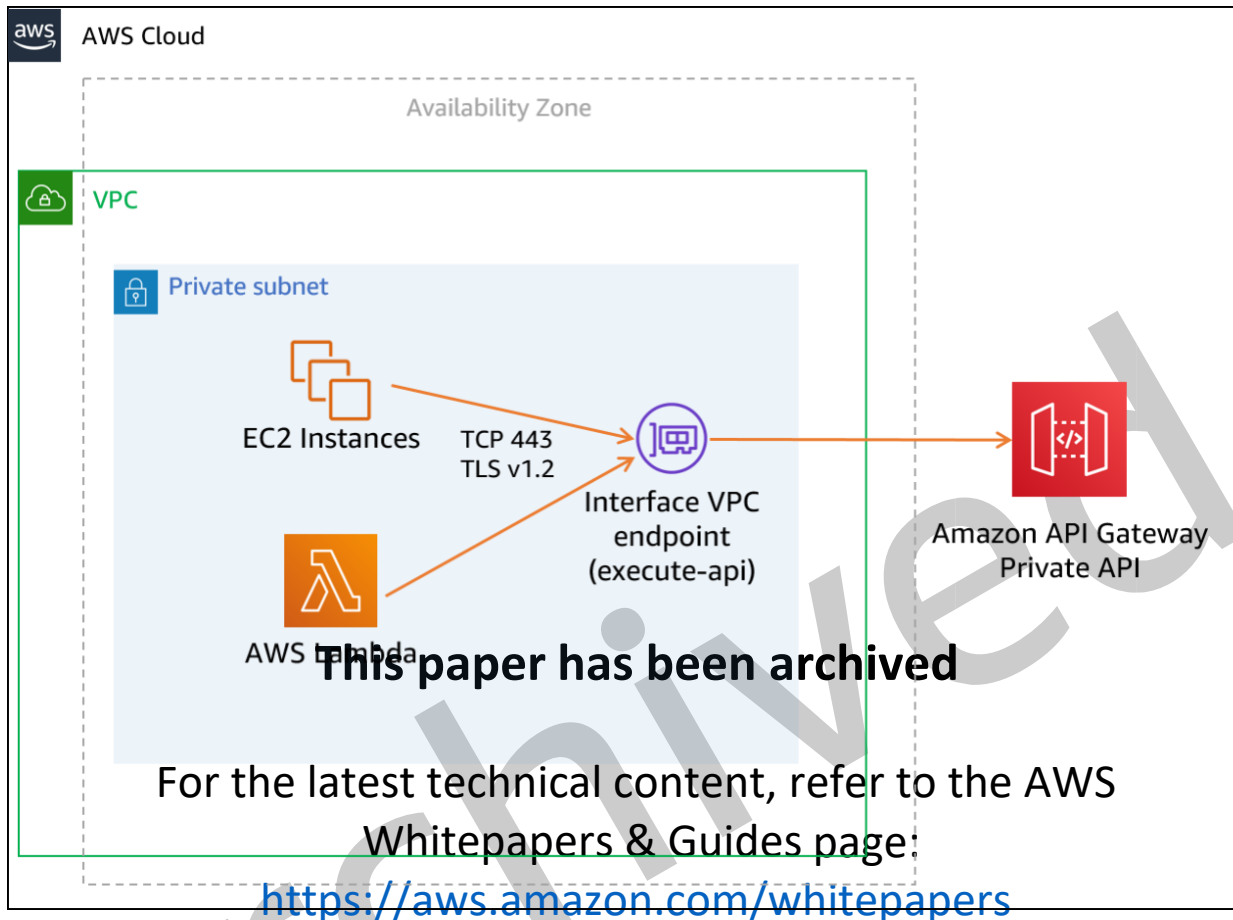 aws
AWS Cloud
Availability Zone
VPC
Private subnet
EC2 Instances
TCP 443
TLS v1.2
Interface VPC
endpoint
(execute-api)
Amazon API Gateway
Private API
AWS Lambda
This paper has been archived
For the latest technical content, refer to the AWS
Whitepapers & Guides page:
https://aws.amazon.com/whitepapers